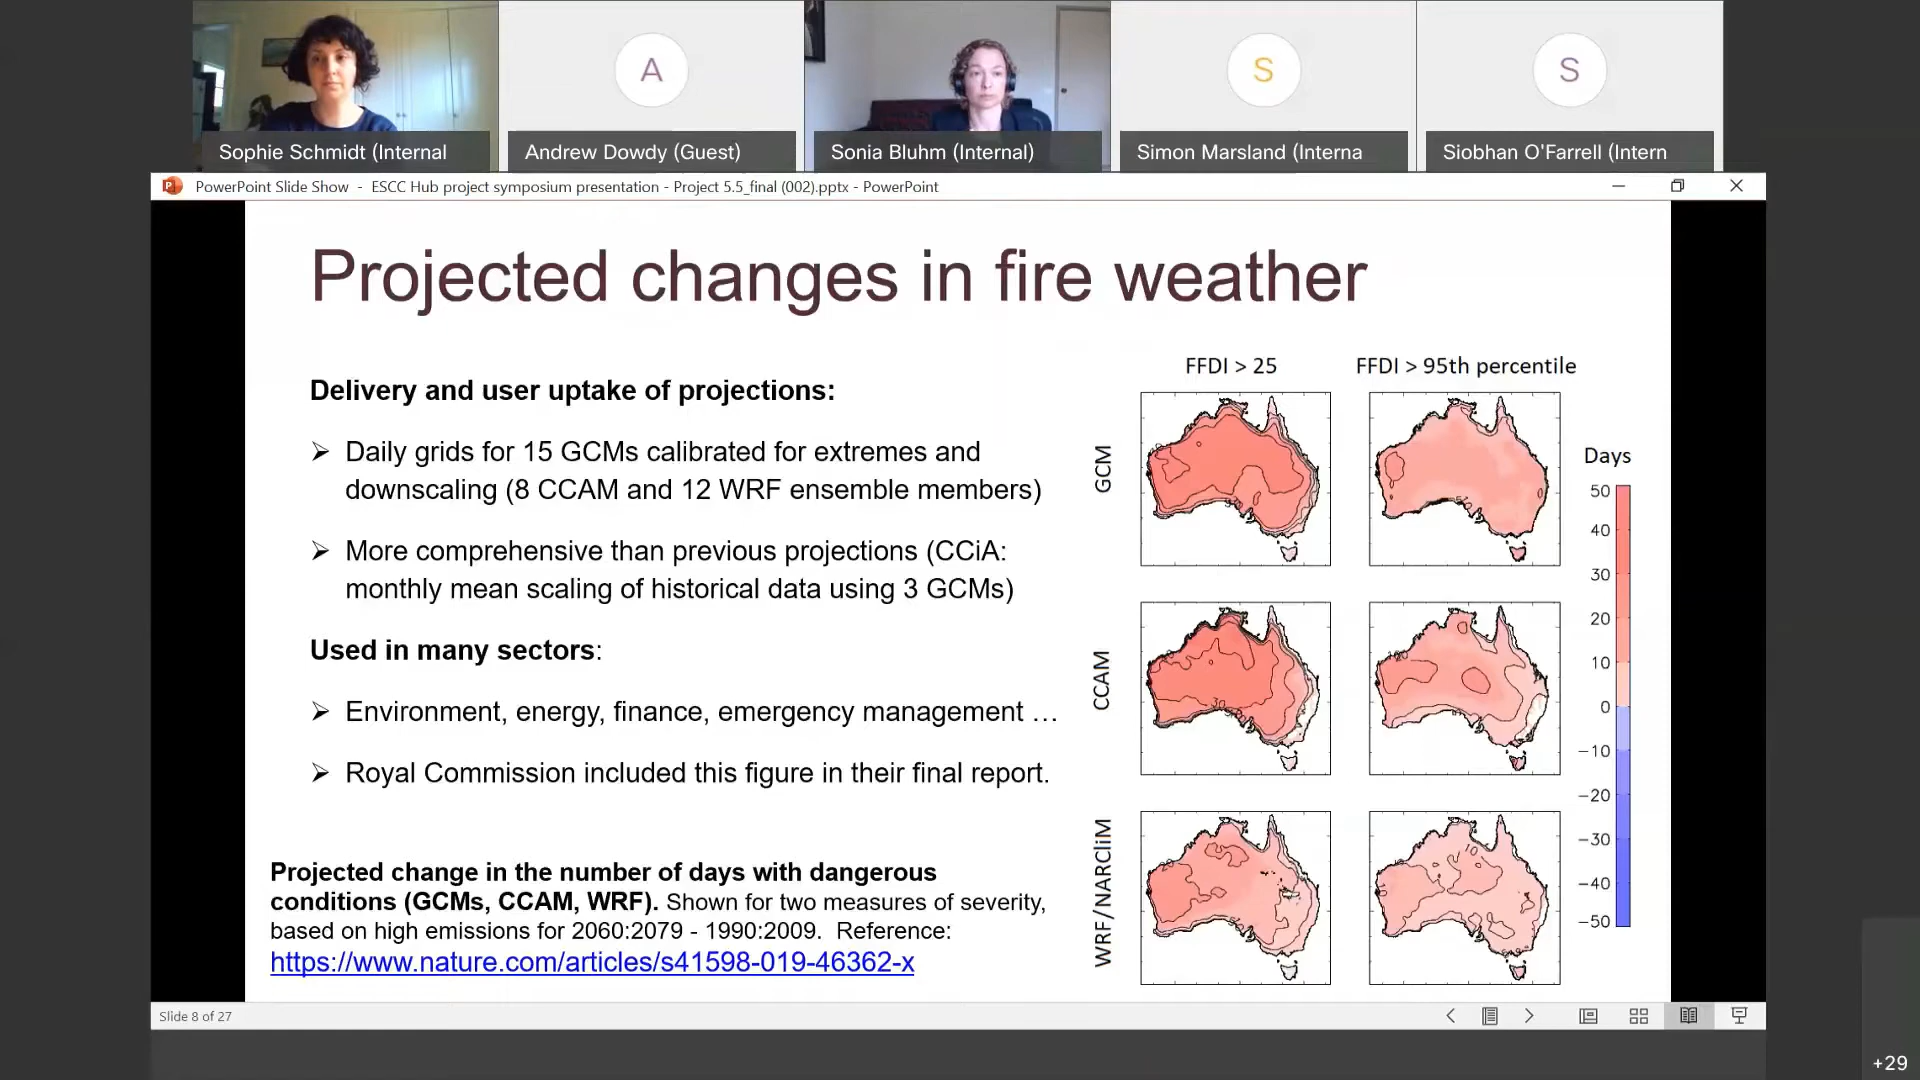 A
S
S
Sophie Schmidt (Internal
Andrew Dowdy (Guest)
Sonia Bluhm (Internal)
Simon Marsland (Interna
Siobhan O'Farrell (Intern
PowerPoint Slide Show - ESCC Hub project symposium presentation - Project 5.5_final (002).pptx - PowerPoint
Projected changes in fire weather
Delivery and user uptake of projections:
➢ Daily grids for 15 GCMs calibrated for extremes and
downscaling (8 CCAM and 12 WRF ensemble members)
➢ More comprehensive than previous projections (CCiA:
monthly mean scaling of historical data using 3 GCMs)
Used in many sectors:
➢ Environment, energy, finance, emergency management …
➢ Royal Commission included this figure in their final report.
Projected change in the number of days with dangerous
conditions (GCMs, CCAM, WRF). Shown for two measures of severity,
based on high emissions for 2060:2079 - 1990:2009. Reference:
https://www.nature.com/articles/s41598-019-46362-x
FFDI > 25
FFDI > 95th percentile
GCM
CCAM
WRF/NARCliM
Days
50
40
30
20
10
0
−10
−20
−30
−40
−50
Slide 8 of 27
+29